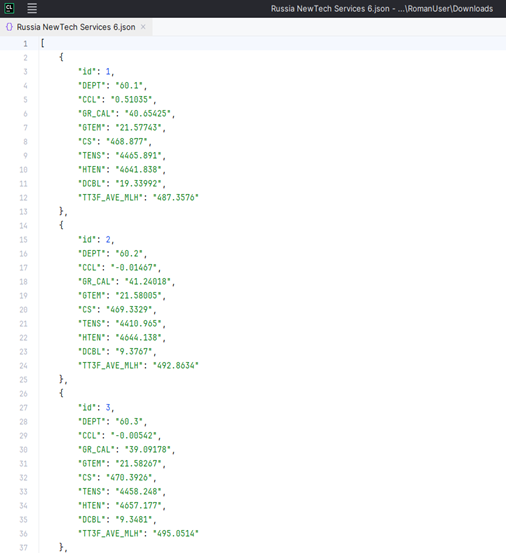 CL Russia NewTech Services 6.json - ...\RomanUser\Downloads
{} Russia NewTech Services 6.json ×
1 [
2 {
3 "id": 1,
4 "DEPT": "60.1",
5 "CCL": "0.51035",
6 "GR_CAL": "40.65425",
7 "GTEM": "21.57743",
8 "CS": "468.877",
9 "TENS": "4465.891",
10 "HTEN": "4641.838",
11 "DCBL": "19.33992",
12 "TT3F_AVE_MLH": "487.3576"
13 },
14 {
15 "id": 2,
16 "DEPT": "60.2",
17 "CCL": "-0.01467",
18 "GR_CAL": "41.24018",
19 "GTEM": "21.58005",
20 "CS": "469.3329",
21 "TENS": "4410.965",
22 "HTEN": "4644.138",
23 "DCBL": "9.3767",
24 "TT3F_AVE_MLH": "492.8634"
25 },
26 {
27 "id": 3,
28 "DEPT": "60.3",
29 "CCL": "-0.00542",
30 "GR_CAL": "39.09178",
31 "GTEM": "21.58267",
32 "CS": "470.3926",
33 "TENS": "4458.248",
34 "HTEN": "4657.177",
35 "DCBL": "9.3481",
36 "TT3F_AVE_MLH": "495.0514"
37 },